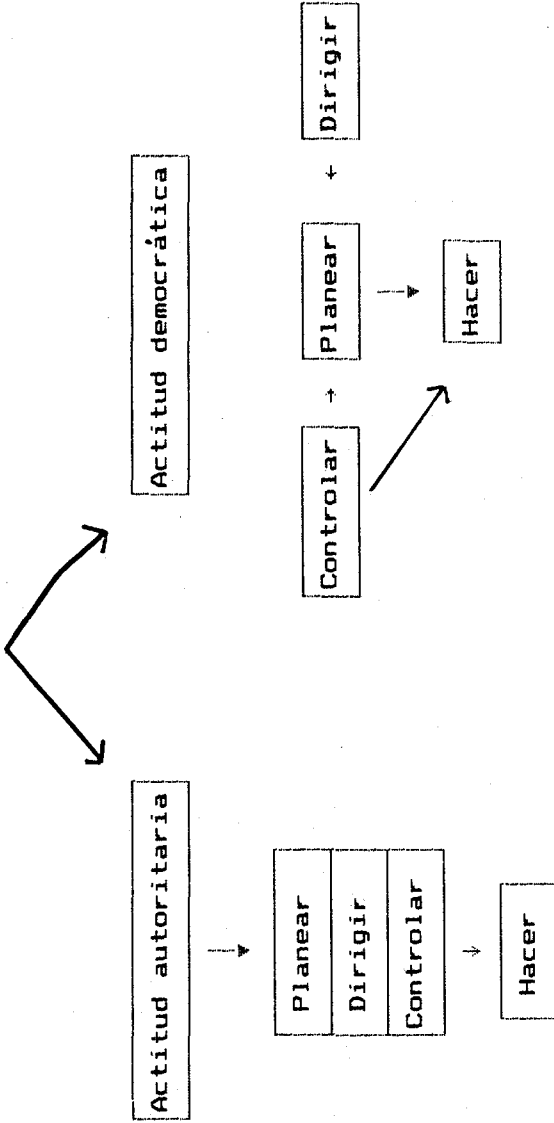 Actitud autoritaria
Planear
Dirigir
Controlar
Hacer
Actitud democrática
Controlar
Planear
Dirigir
Hacer